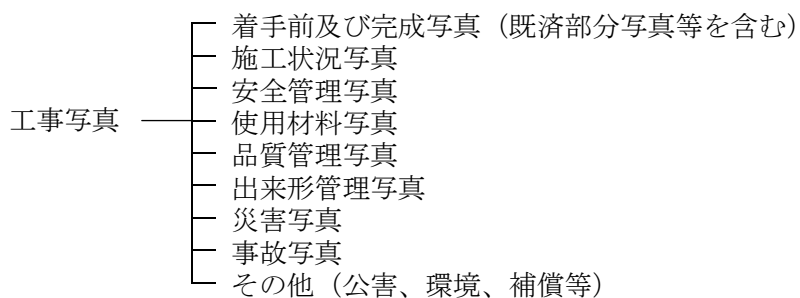 着手前及び完成写真（既済部分写真等を含む）
施工状況写真
安全管理写真
工事写真
使用材料写真
品質管理写真
出来形管理写真
災害写真
事故写真
その他（公害、環境、補償等）